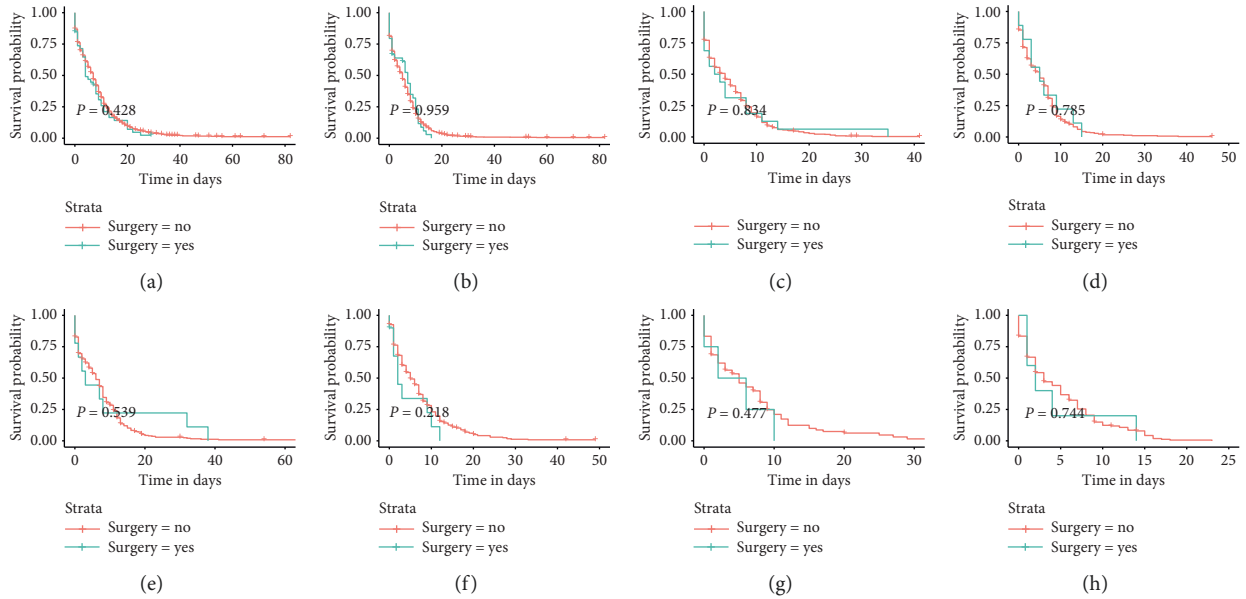 Survival probability
1.00
0.75
0.50
0.25
0.00
P = 0.428
0 20 40 60 80
Time in days
Strata
Surgery = no
Surgery = yes
(a)
Survival probability
1.00
0.75
0.50
0.25
0.00
P = 0.959
0 20 40 60 80
Time in days
Strata
Surgery = no
Surgery = yes
(b)
Survival probability
1.00
0.75
0.50
0.25
0.00
P = 0.834
0 10 20 30 40
Time in days
Strata
Surgery = no
Surgery = yes
(c)
Survival probability
1.00
0.75
0.50
0.25
0.00
P = 0.785
0 10 20 30 40 50
Time in days
Strata
Surgery = no
Surgery = yes
(d)
Survival probability
1.00
0.75
0.50
0.25
0.00
P = 0.539
0 20 40 60
Time in days
Strata
Surgery = no
Surgery = yes
(e)
Survival probability
1.00
0.75
0.50
0.25
0.00
P = 0.218
0 10 20 30 40 50
Time in days
Strata
Surgery = no
Surgery = yes
(f)
Survival probability
1.00
0.75
0.50
0.25
0.00
P = 0.477
0 10 20 30
Time in days
Strata
Surgery = no
Surgery = yes
(g)
Survival probability
1.00
0.75
0.50
0.25
0.00
P = 0.744
0 5 10 15 20 25
Time in days
Strata
Surgery = no
Surgery = yes
(h)